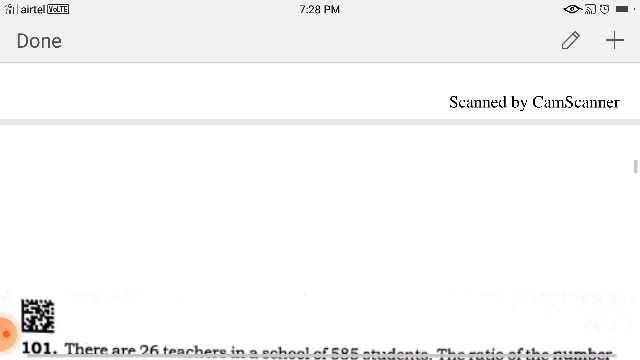 airtel VoLTE 7:28 PM
Done
Scanned by CamScanner
101. There are 26 teachers in a school of 585 students. The ratio of the number